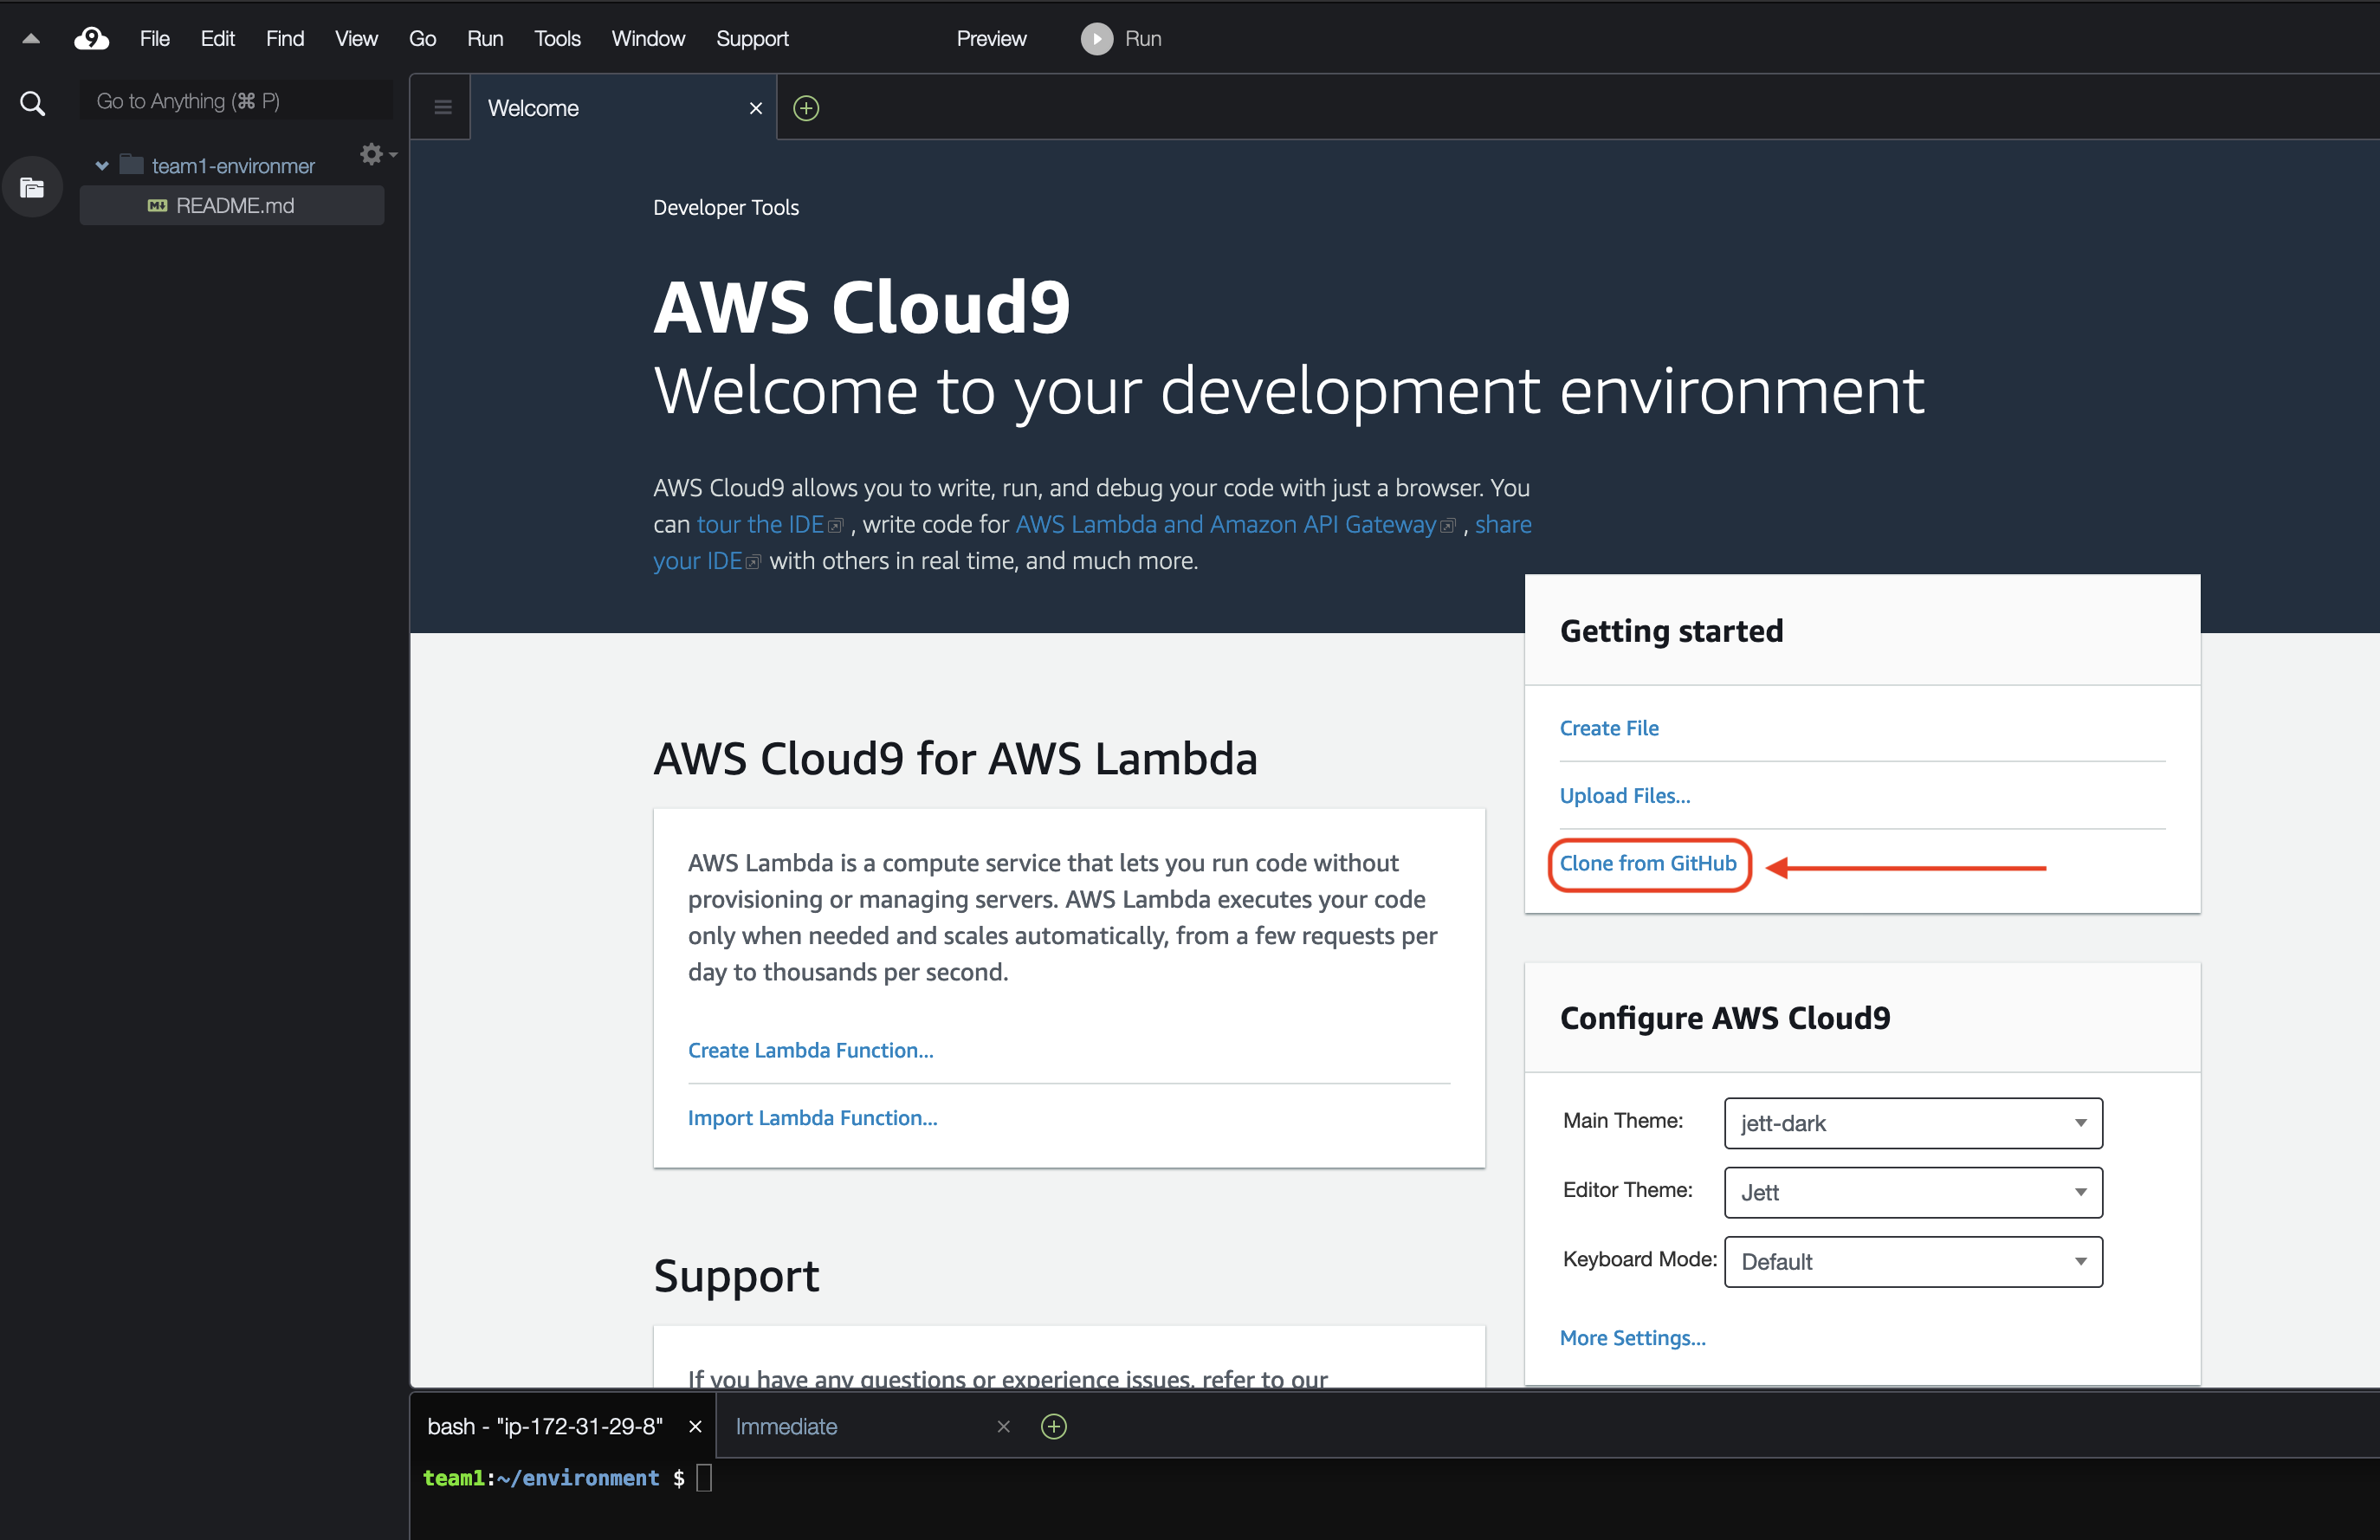 File Edit Find View Go Run Tools Window Support Preview Run
Go to Anything (⌘ P)
Welcome
team1-environmer
README.md
Developer Tools
AWS Cloud9
Welcome to your development environment
AWS Cloud9 allows you to write, run, and debug your code with just a browser. You
can tour the IDE , write code for AWS Lambda and Amazon API Gateway , share
your IDE with others in real time, and much more.
Getting started
Create File
Upload Files...
Clone from GitHub
AWS Cloud9 for AWS Lambda
AWS Lambda is a compute service that lets you run code without
provisioning or managing servers. AWS Lambda executes your code
only when needed and scales automatically, from a few requests per
day to thousands per second.
Create Lambda Function...
Import Lambda Function...
Configure AWS Cloud9
Main Theme: jett-dark
Editor Theme: Jett
Keyboard Mode: Default
More Settings...
Support
If you have any questions or experience issues, refer to our
bash - "ip-172-31-29-8" Immediate
team1:~/environment $